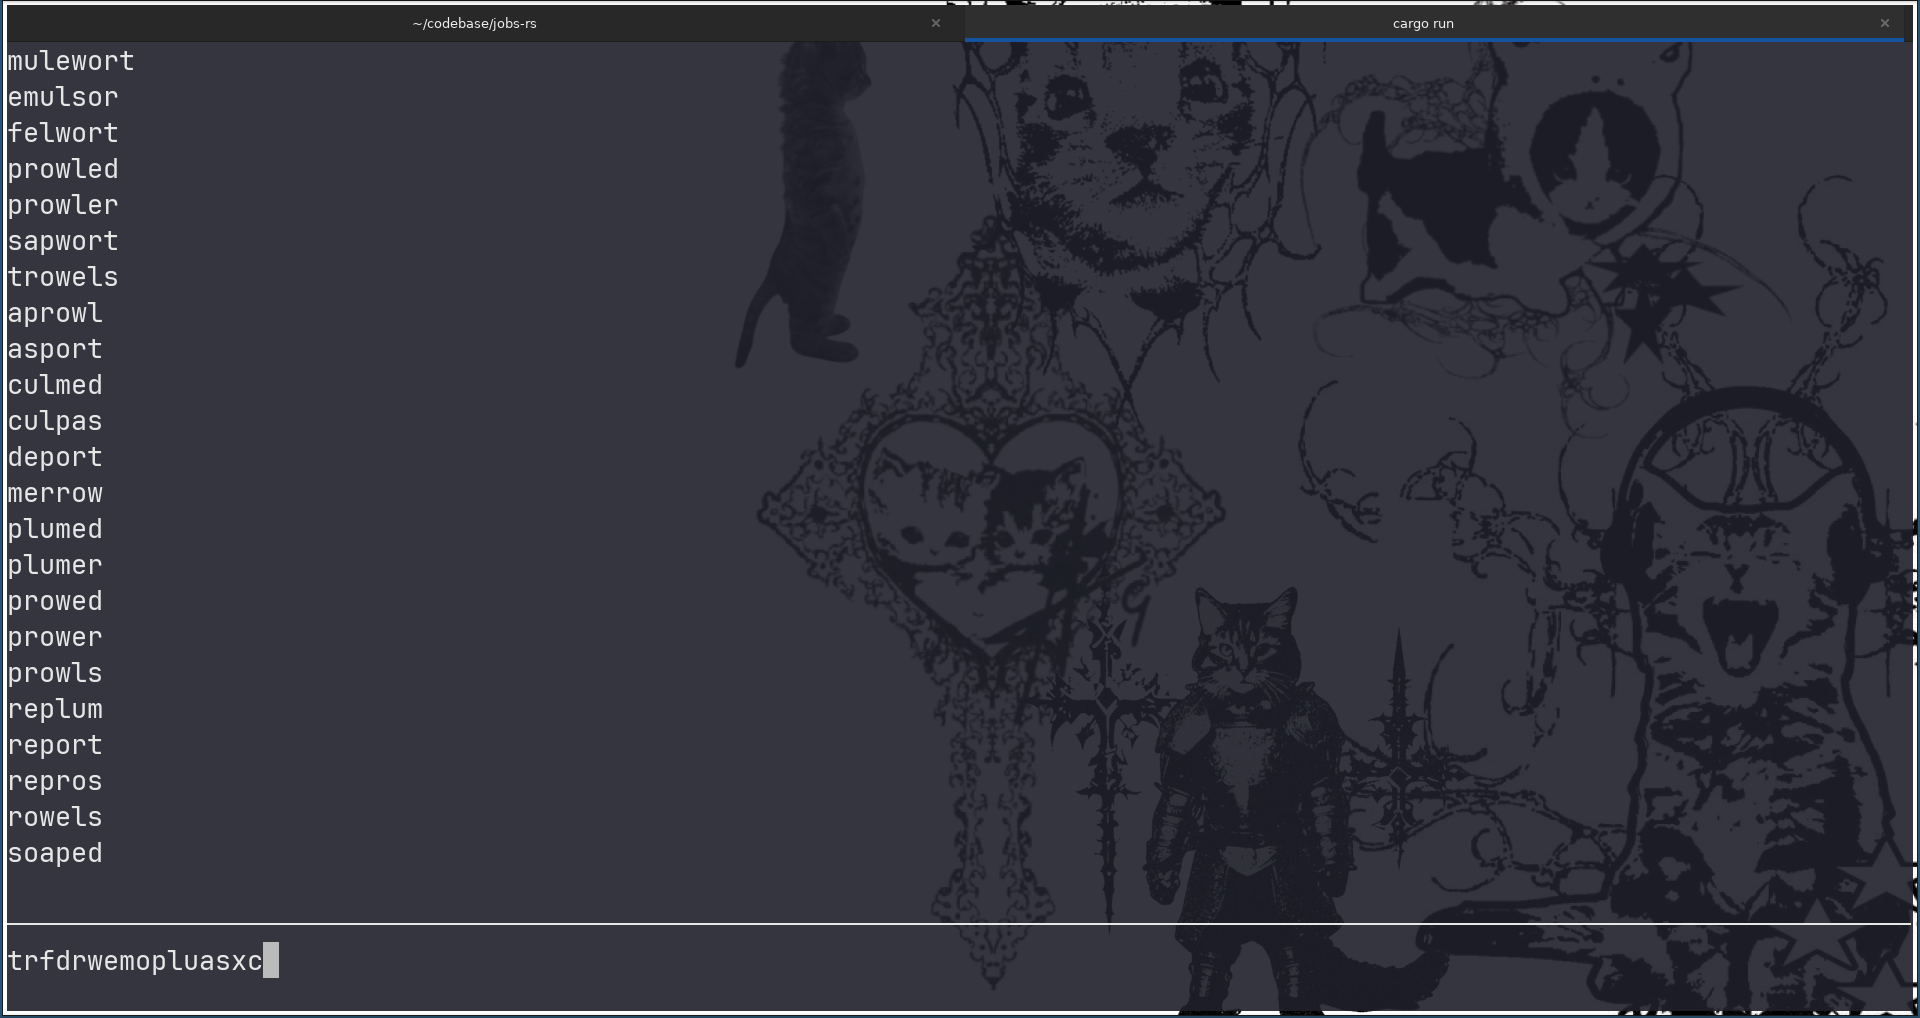 ~/codebase/jobs-rs × cargo run ×
mulewort
emulsor
felwort
prowled
prowler
sapwort
trowels
aprowl
asport
culmed
culpas
deport
merrow
plumed
plumer
prowed
prower
prowls
replum
report
repros
rowels
soaped
trfdrwemopluasxc